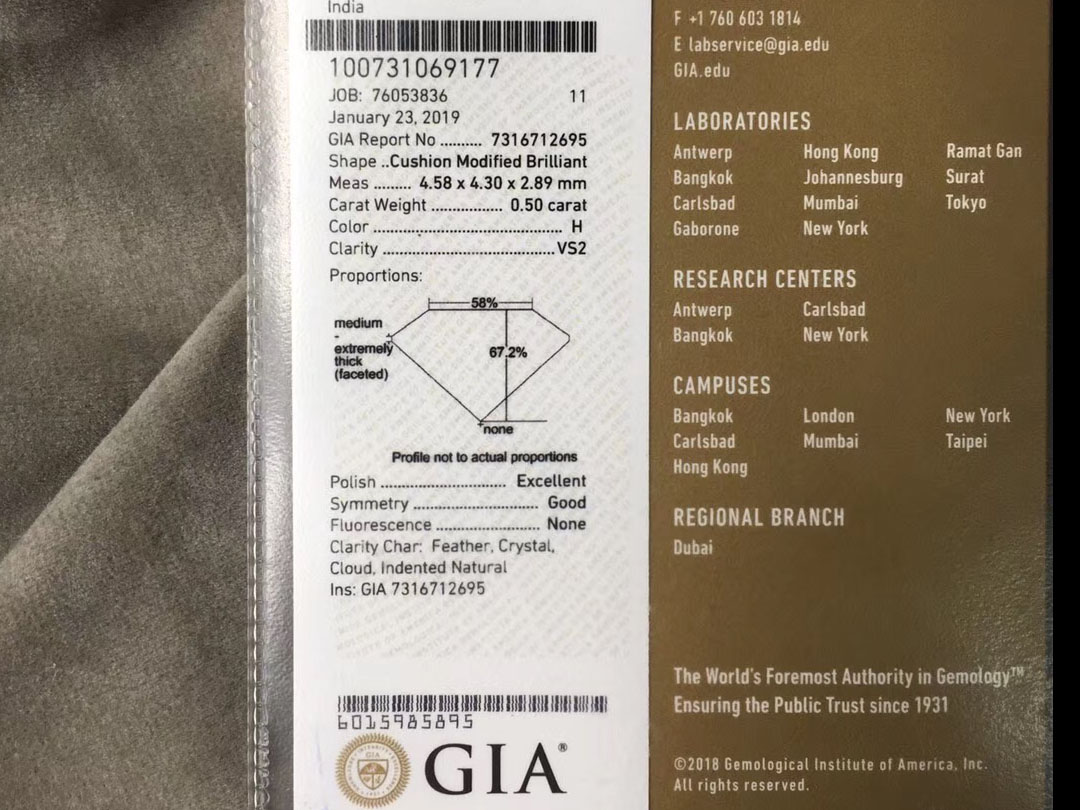 India
100731069177
JOB: 76053836 11
January 23, 2019
GIA Report No .......... 7316712695
Shape ..Cushion Modified Brilliant
Meas ......... 4.58 x 4.30 x 2.89 mm
Carat Weight ................. 0.50 carat
Color ............................................. H
Clarity .........................................VS2
Proportions:
58%
medium
-
extremely
thick
(faceted)
67.2%
none
Profile not to actual proportions
Polish .............................. Excellent
Symmetry .............................. Good
Fluorescence ......................... None
Clarity Char: Feather, Crystal,
Cloud, Indented Natural
Ins: GIA 7316712695
6015985895
GIA
GIA®
F +1 760 603 1814
E labservice@gia.edu
GIA.edu
LABORATORIES
Antwerp Hong Kong Ramat Gan
Bangkok Johannesburg Surat
Carlsbad Mumbai Tokyo
Gaborone New York
RESEARCH CENTERS
Antwerp Carlsbad
Bangkok New York
CAMPUSES
Bangkok London New York
Carlsbad Mumbai Taipei
Hong Kong
REGIONAL BRANCH
Dubai
The World's Foremost Authority in Gemology™
Ensuring the Public Trust since 1931
©2018 Gemological Institute of America, Inc.
All rights reserved.